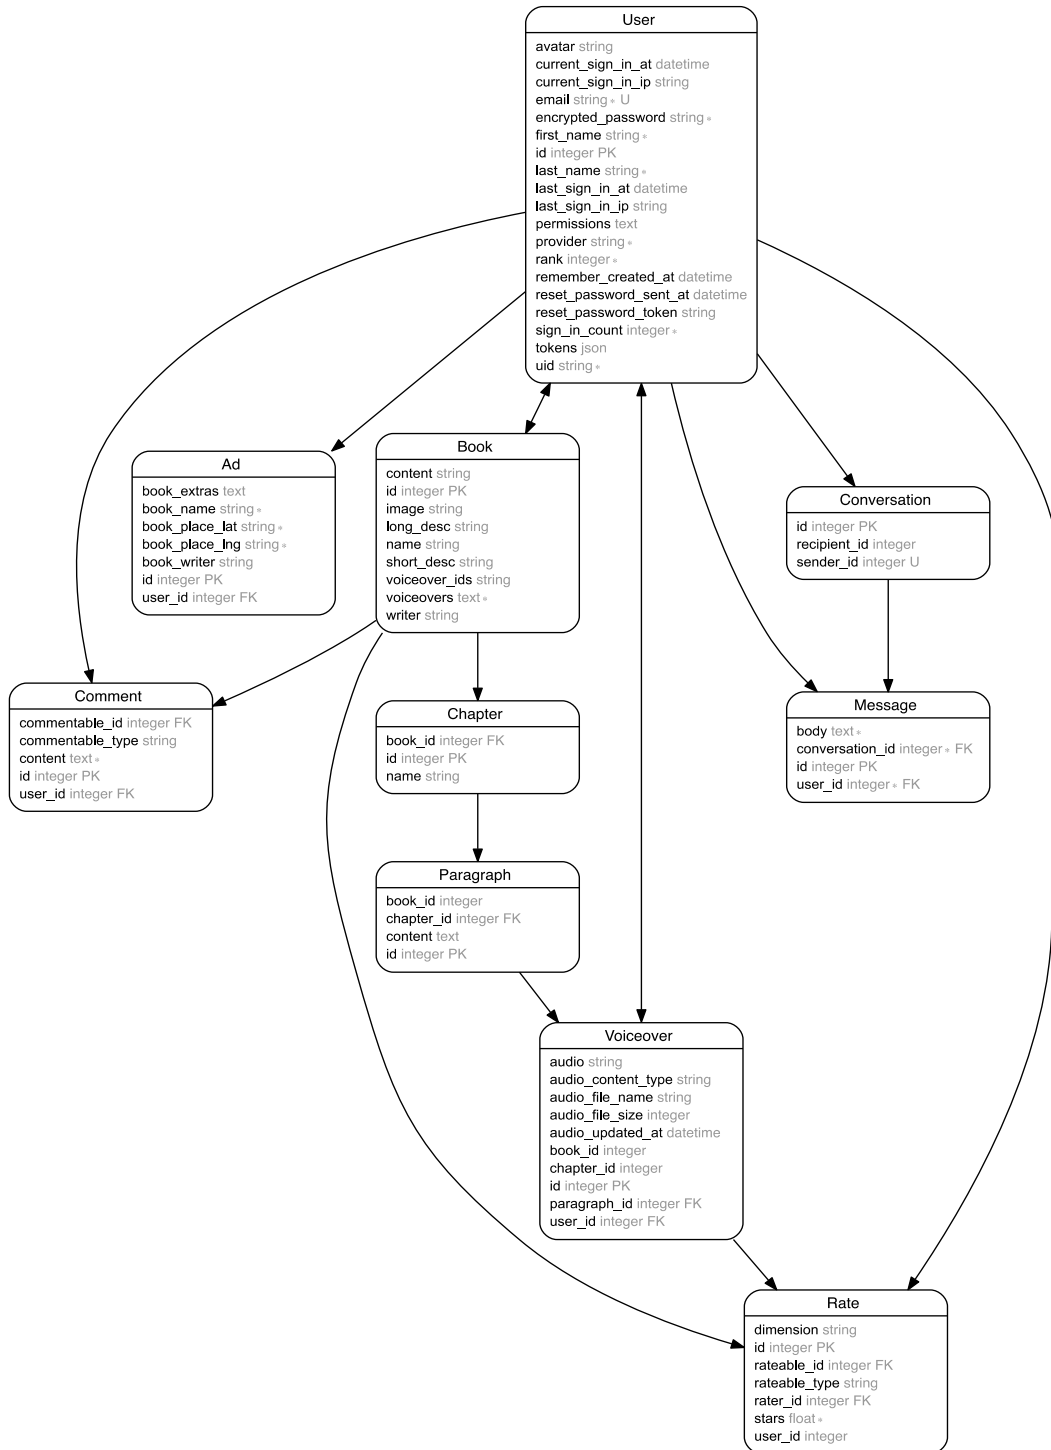 User
avatar string
current_sign_in_at datetime
current_sign_in_ip string
email string ∗ U
encrypted_password string ∗
first_name string ∗
id integer PK
last_name string ∗
last_sign_in_at datetime
last_sign_in_ip string
permissions text
provider string ∗
rank integer ∗
remember_created_at datetime
reset_password_sent_at datetime
reset_password_token string
sign_in_count integer ∗
tokens json
uid string ∗
Ad
book_extras text
book_name string ∗
book_place_lat string ∗
book_place_lng string ∗
book_writer string
id integer PK
user_id integer FK
Book
content string
id integer PK
image string
long_desc string
name string
short_desc string
voiceover_ids string
voiceovers text ∗
writer string
Conversation
id integer PK
recipient_id integer
sender_id integer U
Comment
commentable_id integer FK
commentable_type string
content text ∗
id integer PK
user_id integer FK
Chapter
book_id integer FK
id integer PK
name string
Message
body text ∗
conversation_id integer ∗ FK
id integer PK
user_id integer ∗ FK
Paragraph
book_id integer
chapter_id integer FK
content text
id integer PK
Voiceover
audio string
audio_content_type string
audio_file_name string
audio_file_size integer
audio_updated_at datetime
book_id integer
chapter_id integer
id integer PK
paragraph_id integer FK
user_id integer FK
Rate
dimension string
id integer PK
rateable_id integer FK
rateable_type string
rater_id integer FK
stars float ∗
user_id integer